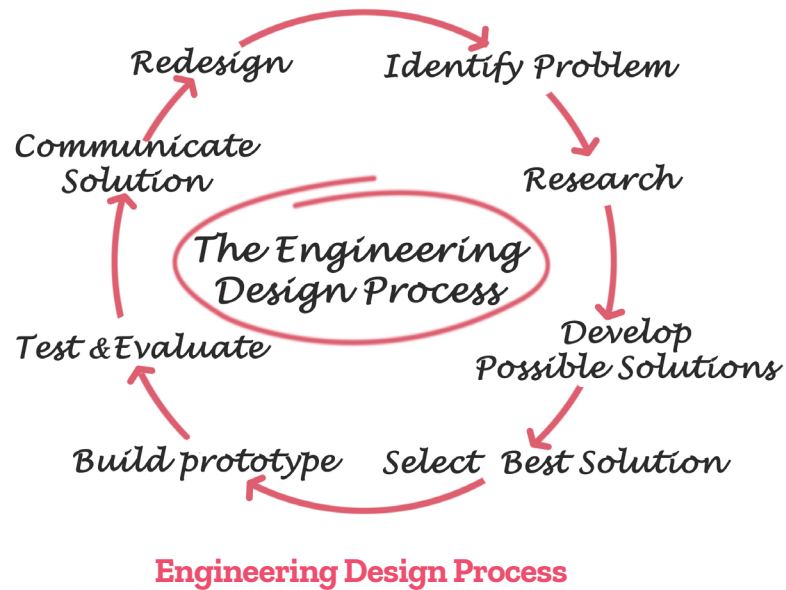 Redesign
Identify Problem
Communicate
Solution
Research
The Engineering
Design Process
Develop
Possible Solutions
Test &Evaluate
Build prototype
Select Best Solution
Engineering Design Process